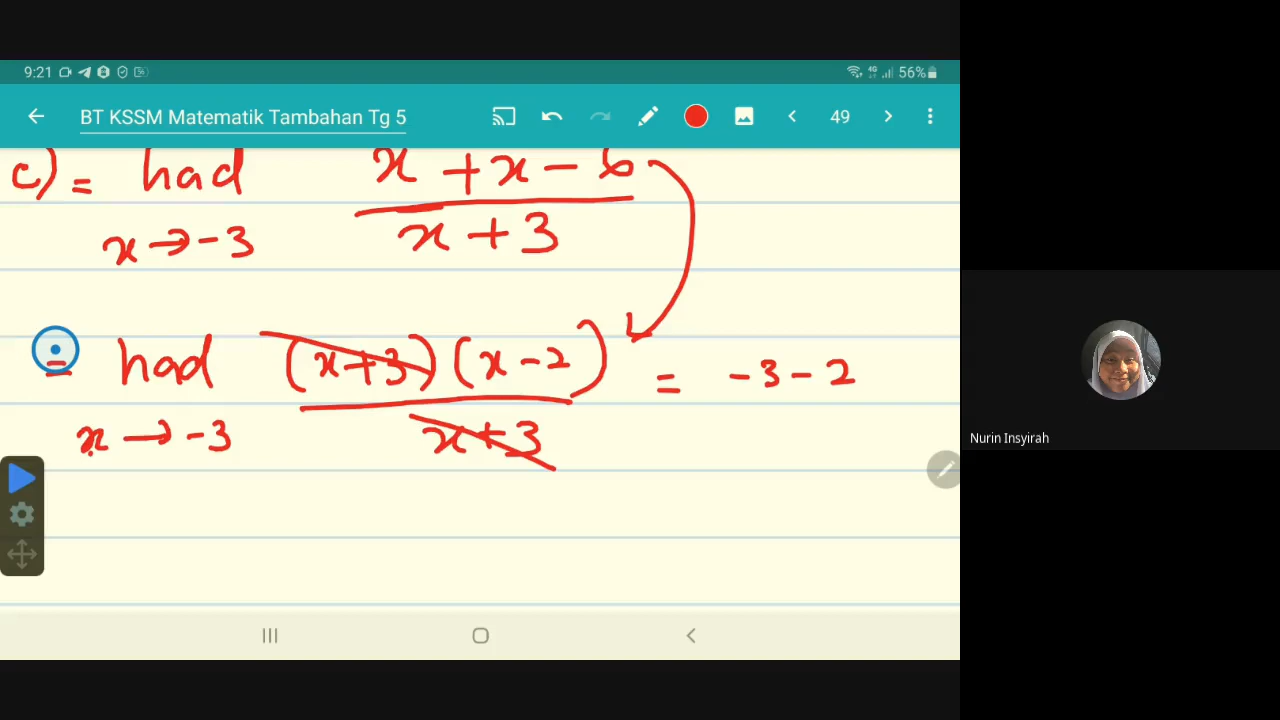 9:21 4G 56%
BT KSSM Matematik Tambahan Tg 5 49
c) = had x + x - 6
x → -3 x + 3
= had (x+3) (x-2) = -3-2
x → -3 x+3
Nurin Insyirah